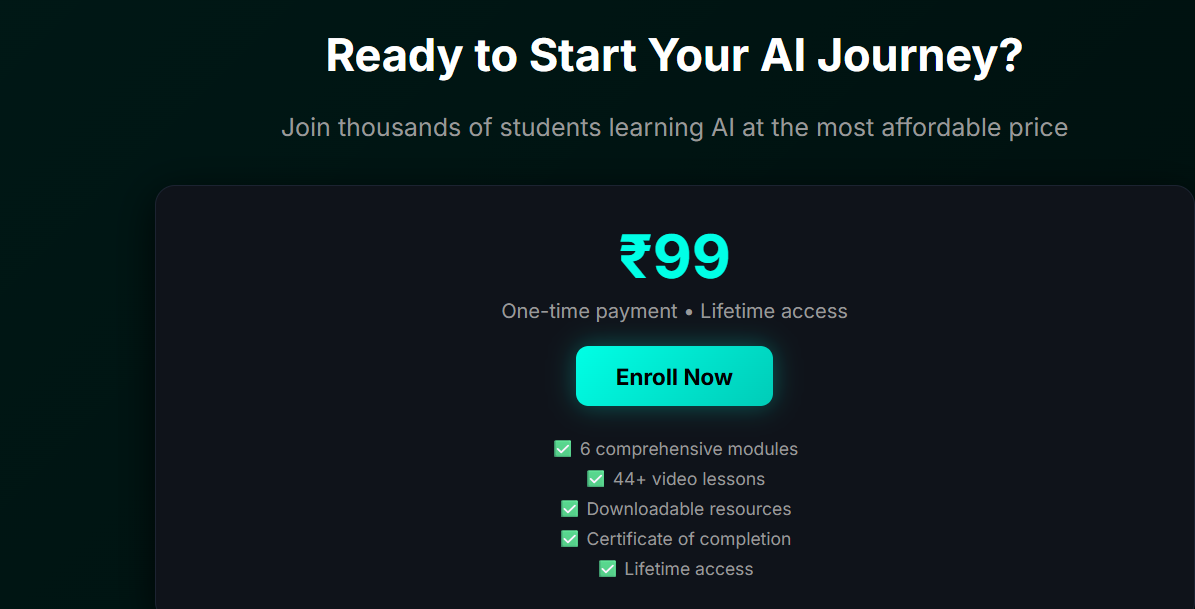 Ready to Start Your AI Journey?
Join thousands of students learning AI at the most affordable price
₹99
One-time payment • Lifetime access
Enroll Now
✅ 6 comprehensive modules
✅ 44+ video lessons
✅ Downloadable resources
✅ Certificate of completion
✅ Lifetime access